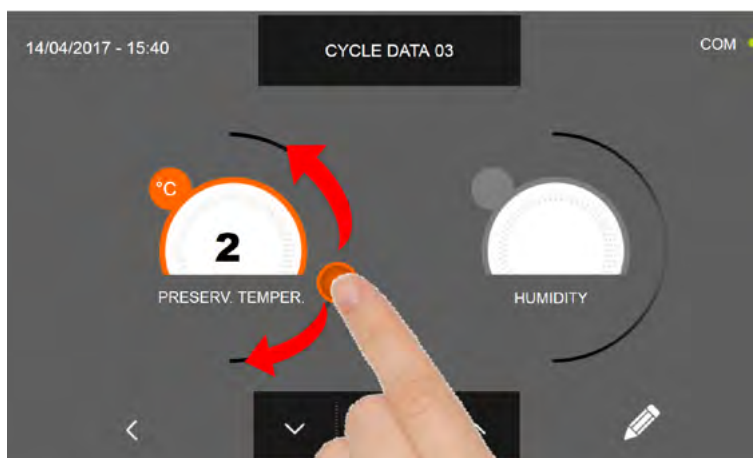 14/04/2017 - 15:40
CYCLE DATA 03
COM
°C
2
PRESERV. TEMPER.
HUMIDITY